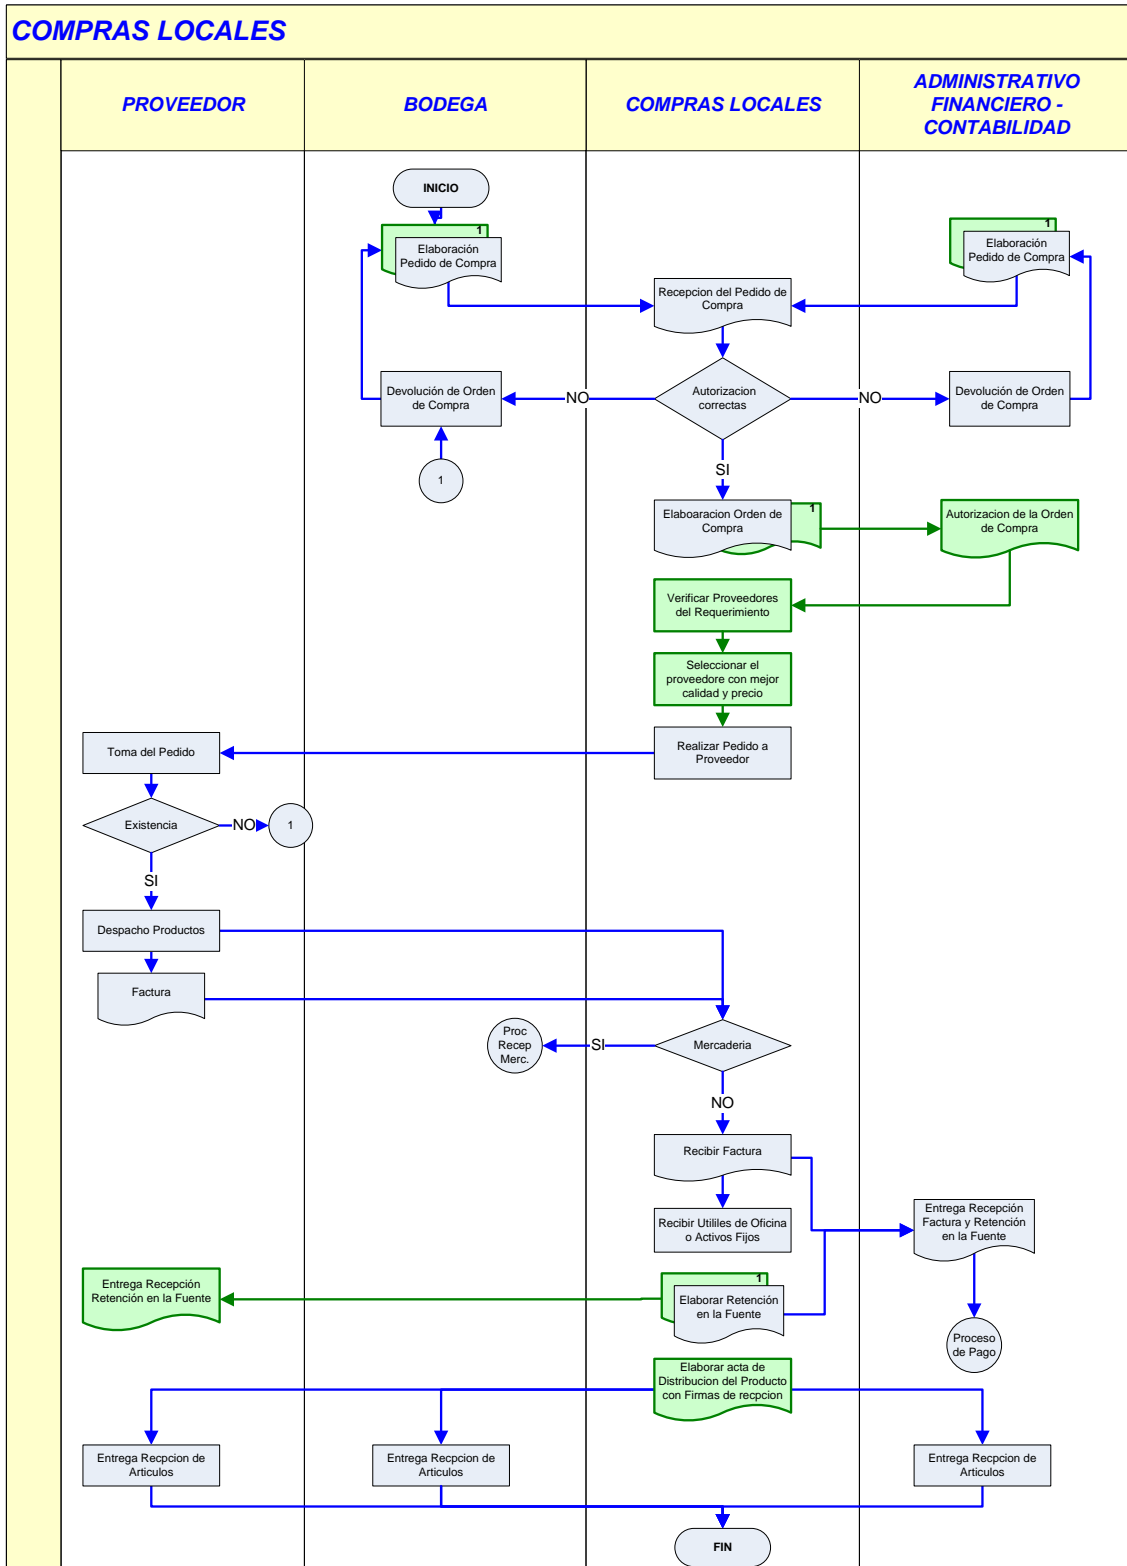 COMPRAS LOCALES
PROVEEDOR
BODEGA
COMPRAS LOCALES
ADMINISTRATIVO
FINANCIERO -
CONTABILIDAD
INICIO
1
Elaboración
Pedido de Compra
1
Elaboración
Pedido de Compra
Recepcion del Pedido de
Compra
Devolución de Orden
de Compra
NO
Autorizacion
correctas
NO
Devolución de Orden
de Compra
1
SI
Elaboaracion Orden de
Compra
1
Autorizacion de la Orden
de Compra
Verificar Proveedores
del Requerimiento
Seleccionar el
proveedore con mejor
calidad y precio
Toma del Pedido
Realizar Pedido a
Proveedor
Existencia
NO
1
SI
Despacho Productos
Factura
Proc
Recep
Merc.
SI
Mercaderia
NO
Recibir Factura
Recibir Utililes de Oficina
o Activos Fijos
Entrega Recepción
Factura y Retención
en la Fuente
Entrega Recepción
Retención en la Fuente
1
Elaborar Retención
en la Fuente
Proceso
de Pago
Elaborar acta de
Distribucion del Producto
con Firmas de recpcion
Entrega Recpcion de
Articulos
Entrega Recpcion de
Articulos
Entrega Recpcion de
Articulos
FIN